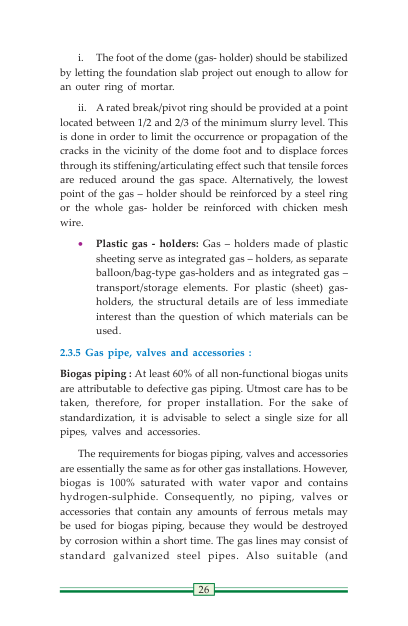 i. The foot of the dome (gas- holder) should be stabilized
by letting the foundation slab project out enough to allow for
an outer ring of mortar.
ii. A rated break/pivot ring should be provided at a point
located between 1/2 and 2/3 of the minimum slurry level. This
is done in order to limit the occurrence or propagation of the
cracks in the vicinity of the dome foot and to displace forces
through its stiffening/articulating effect such that tensile forces
are reduced around the gas space. Alternatively, the lowest
point of the gas – holder should be reinforced by a steel ring
or the whole gas- holder be reinforced with chicken mesh
wire.
• Plastic gas - holders: Gas – holders made of plastic
sheeting serve as integrated gas – holders, as separate
balloon/bag-type gas-holders and as integrated gas –
transport/storage elements. For plastic (sheet) gas-
holders, the structural details are of less immediate
interest than the question of which materials can be
used.
2.3.5 Gas pipe, valves and accessories :
Biogas piping : At least 60% of all non-functional biogas units
are attributable to defective gas piping. Utmost care has to be
taken, therefore, for proper installation. For the sake of
standardization, it is advisable to select a single size for all
pipes, valves and accessories.
The requirements for biogas piping, valves and accessories
are essentially the same as for other gas installations. However,
biogas is 100% saturated with water vapor and contains
hydrogen-sulphide. Consequently, no piping, valves or
accessories that contain any amounts of ferrous metals may
be used for biogas piping, because they would be destroyed
by corrosion within a short time. The gas lines may consist of
standard galvanized steel pipes. Also suitable (and
26